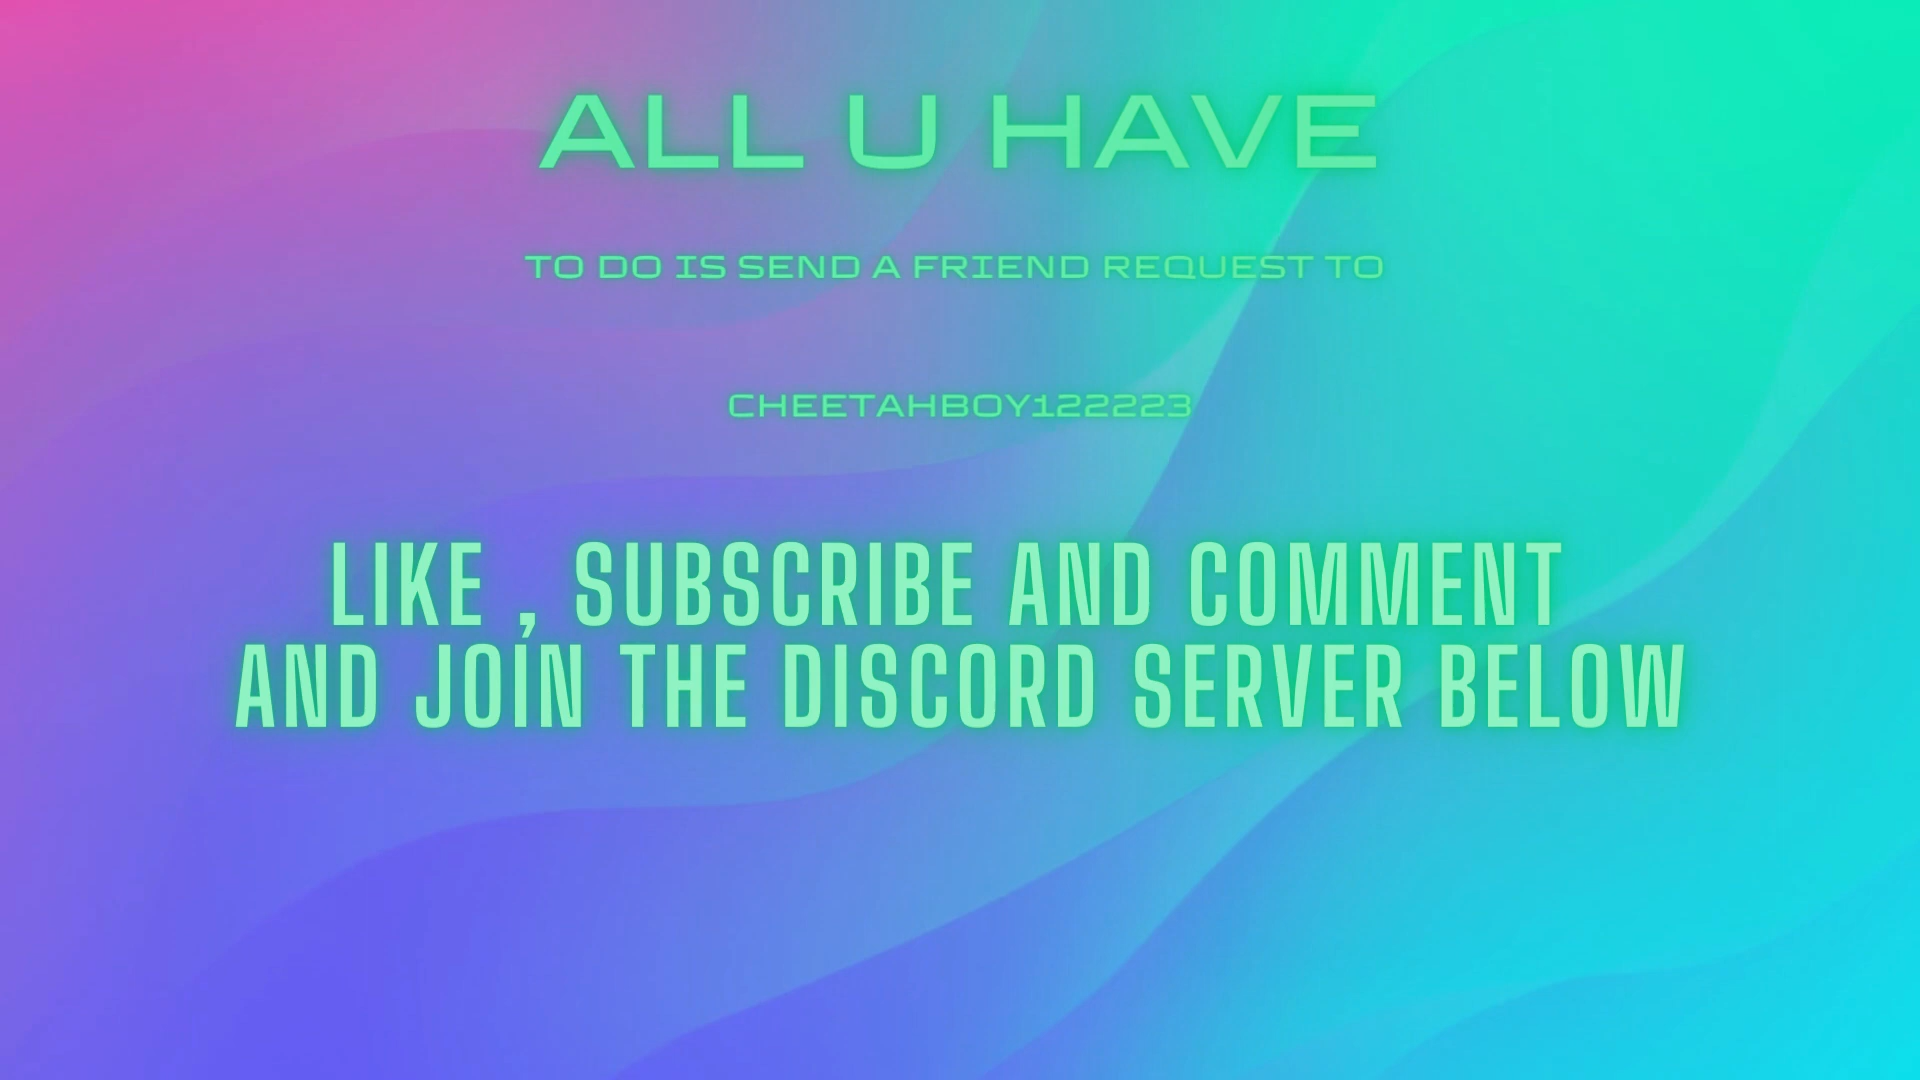 ALL U HAVE
TO DO IS SEND A FRIEND REQUEST TO
CHEETAHBOY122223
LIKE , SUBSCRIBE AND COMMENT
AND JOIN THE DISCORD SERVER BELOW